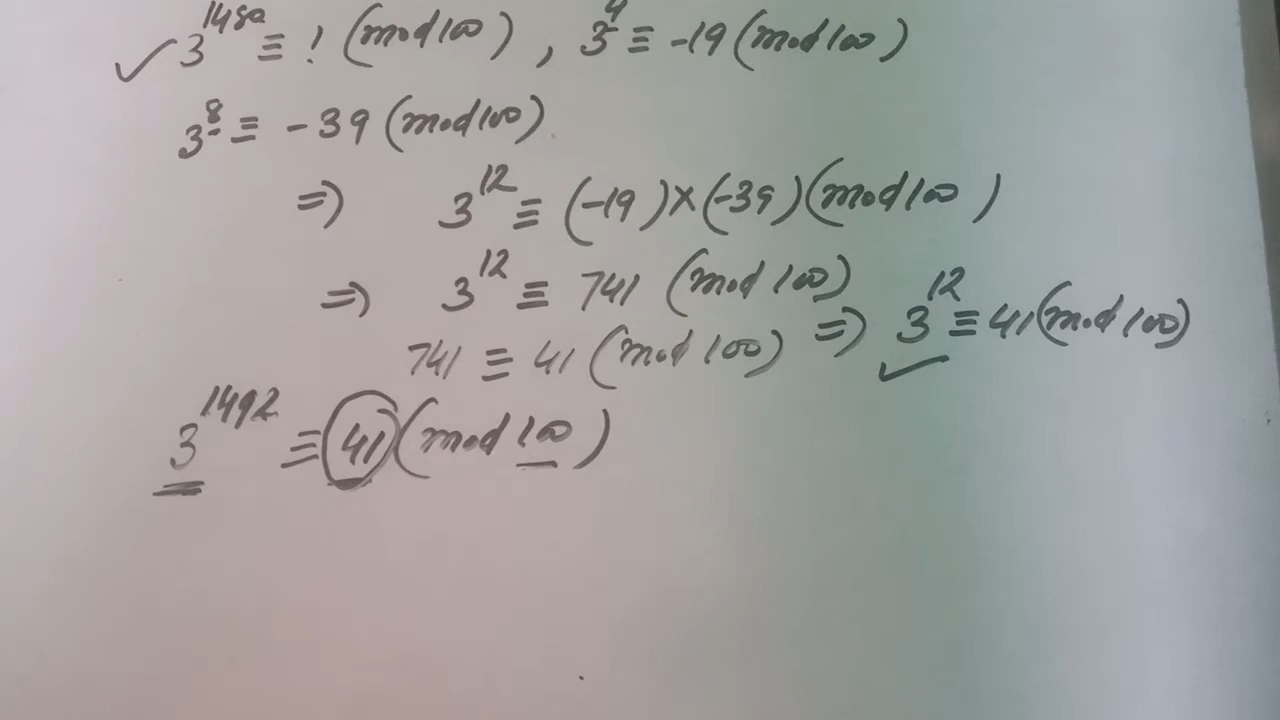 ✓ 3^1480 ≡ 1 (mod 100), 3^4 ≡ -19 (mod 100)
3^8 ≡ -39 (mod 100)
⇒ 3^12 ≡ (-19) × (-39) (mod 100)
⇒ 3^12 ≡ 741 (mod 100)
741 ≡ 41 (mod 100) ⇒ 3^12 ≡ 41 (mod 100)
3^1492 ≡ 41 (mod 100)